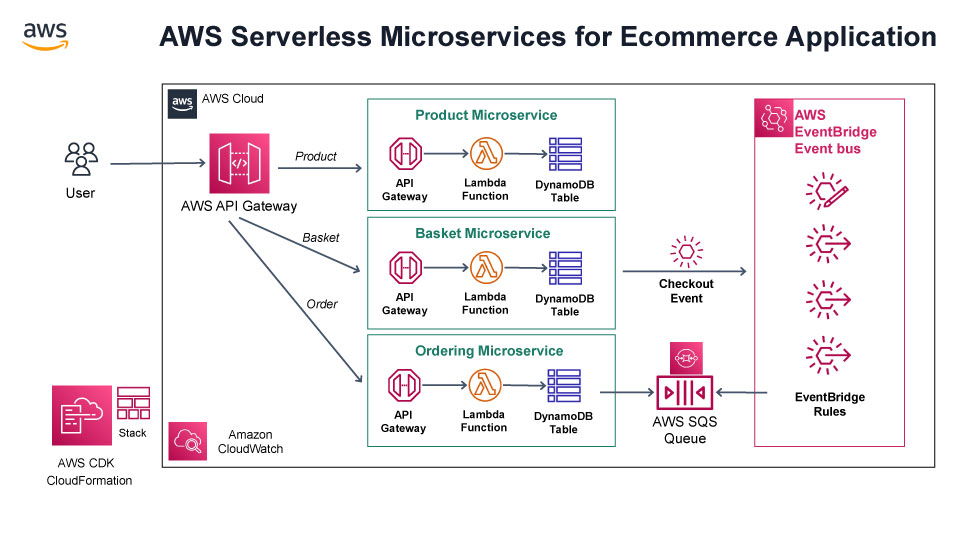 aws
AWS Serverless Microservices for Ecommerce Application
aws
AWS Cloud
User
AWS API Gateway
Product
Basket
Order
Product Microservice
API
Gateway
Lambda
Function
DynamoDB
Table
Basket Microservice
API
Gateway
Lambda
Function
DynamoDB
Table
Ordering Microservice
API
Gateway
Lambda
Function
DynamoDB
Table
Checkout
Event
AWS SQS
Queue
AWS
EventBridge
Event bus
EventBridge
Rules
Stack
AWS CDK
CloudFormation
Amazon
CloudWatch